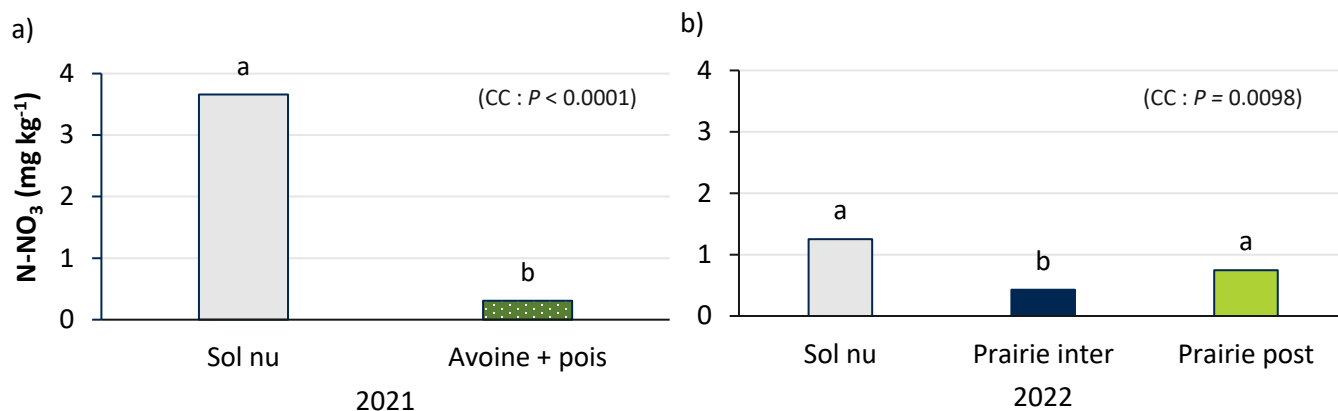 a)
N-NO₃ (mg kg⁻¹)
4
3
2
1
0
a
b
(CC : P < 0.0001)
Sol nu
Avoine + pois
2021
b)
4
3
2
1
0
a
b
a
(CC : P = 0.0098)
Sol nu
Prairie inter
Prairie post
2022